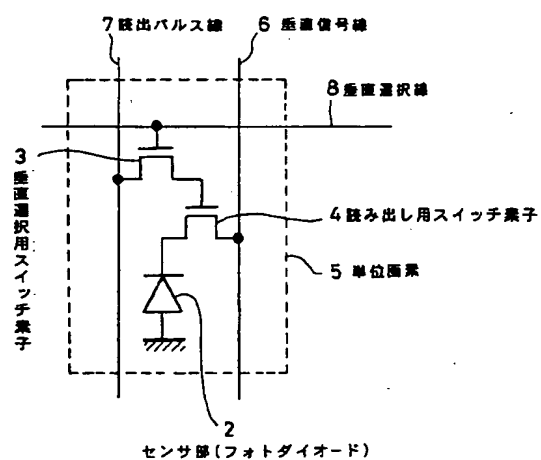 7 読出パルス線
6 垂直信号線
8 垂直選択線
3 垂直選択用スイッチ素子
4 読み出し用スイッチ素子
5 単位画素
2
センサ部(フォトダイオード)